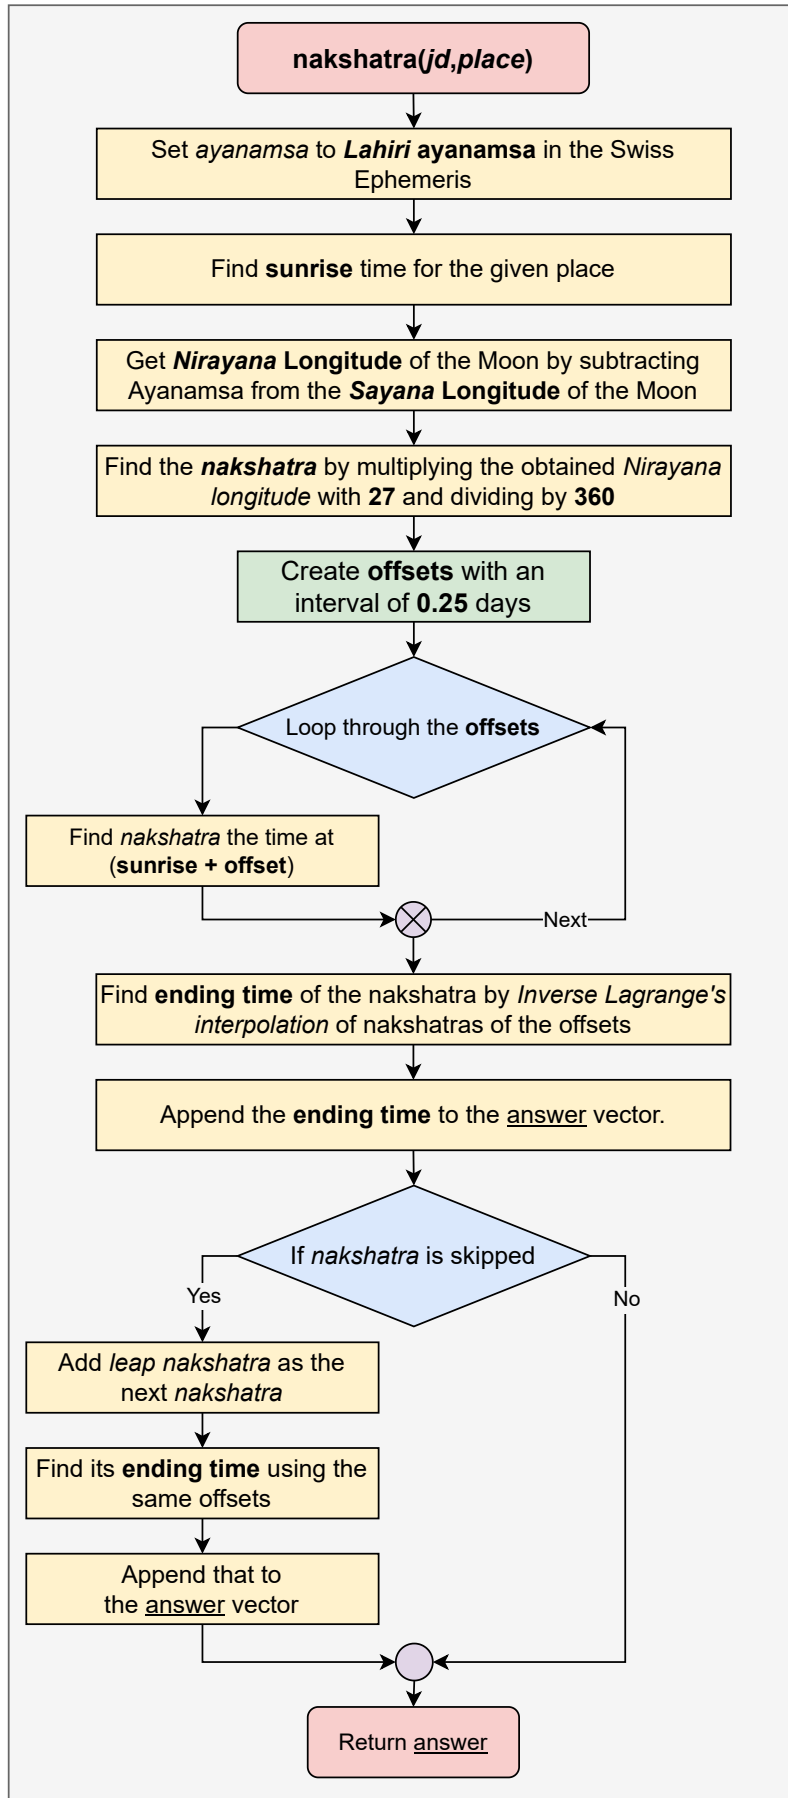 nakshatra(jd,place)
Set ayanamsa to Lahiri ayanamsa in the Swiss
Ephemeris
Find sunrise time for the given place
Get Nirayana Longitude of the Moon by subtracting
Ayanamsa from the Sayana Longitude of the Moon
Find the nakshatra by multiplying the obtained Nirayana
longitude with 27 and dividing by 360
Create offsets with an
interval of 0.25 days
Loop through the offsets
Find nakshatra the time at
(sunrise + offset)
Next
Find ending time of the nakshatra by Inverse Lagrange's
interpolation of nakshatras of the offsets
Append the ending time to the answer vector.
If nakshatra is skipped
Yes
No
Add leap nakshatra as the
next nakshatra
Find its ending time using the
same offsets
Append that to
the answer vector
Return answer